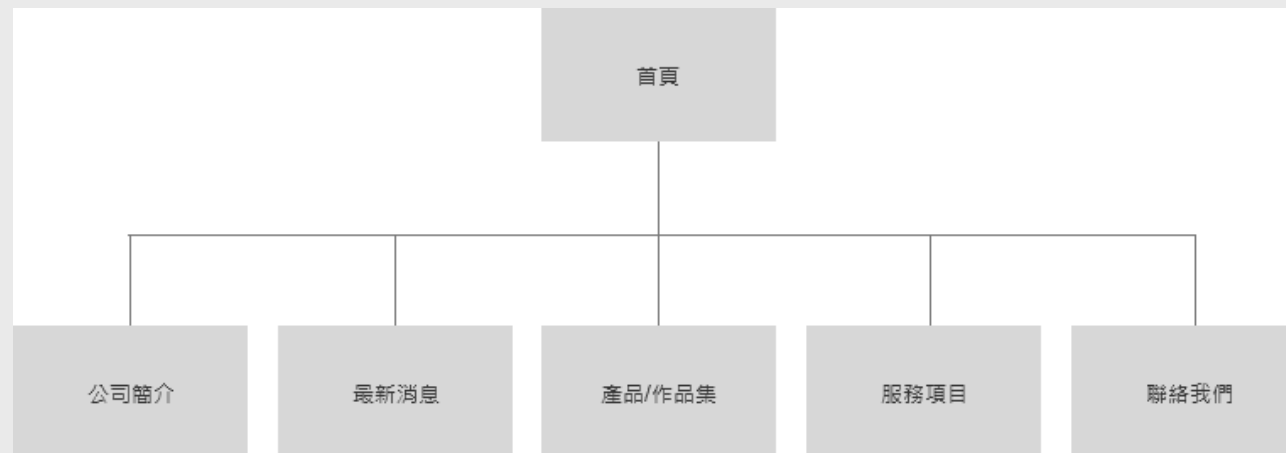 首頁
公司簡介
最新消息
產品/作品集
服務項目
聯絡我們